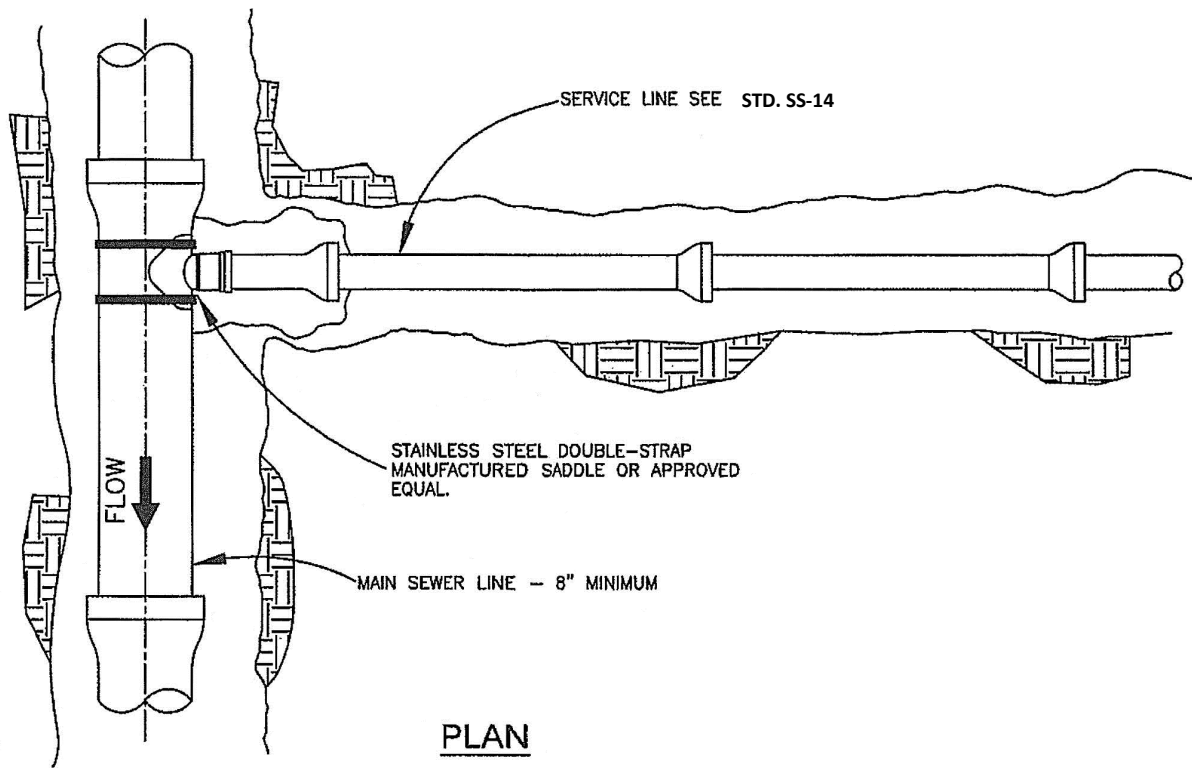 SERVICE LINE SEE STD. SS-14
STAINLESS STEEL DOUBLE-STRAP
MANUFACTURED SADDLE OR APPROVED
EQUAL.
FLOW
MAIN SEWER LINE - 8" MINIMUM
PLAN